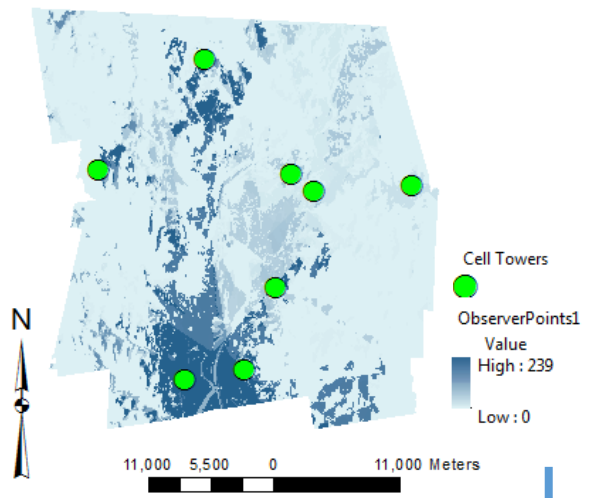 Cell Towers
ObserverPoints1
Value
High : 239
Low : 0
N
11,000 5,500 0 11,000 Meters